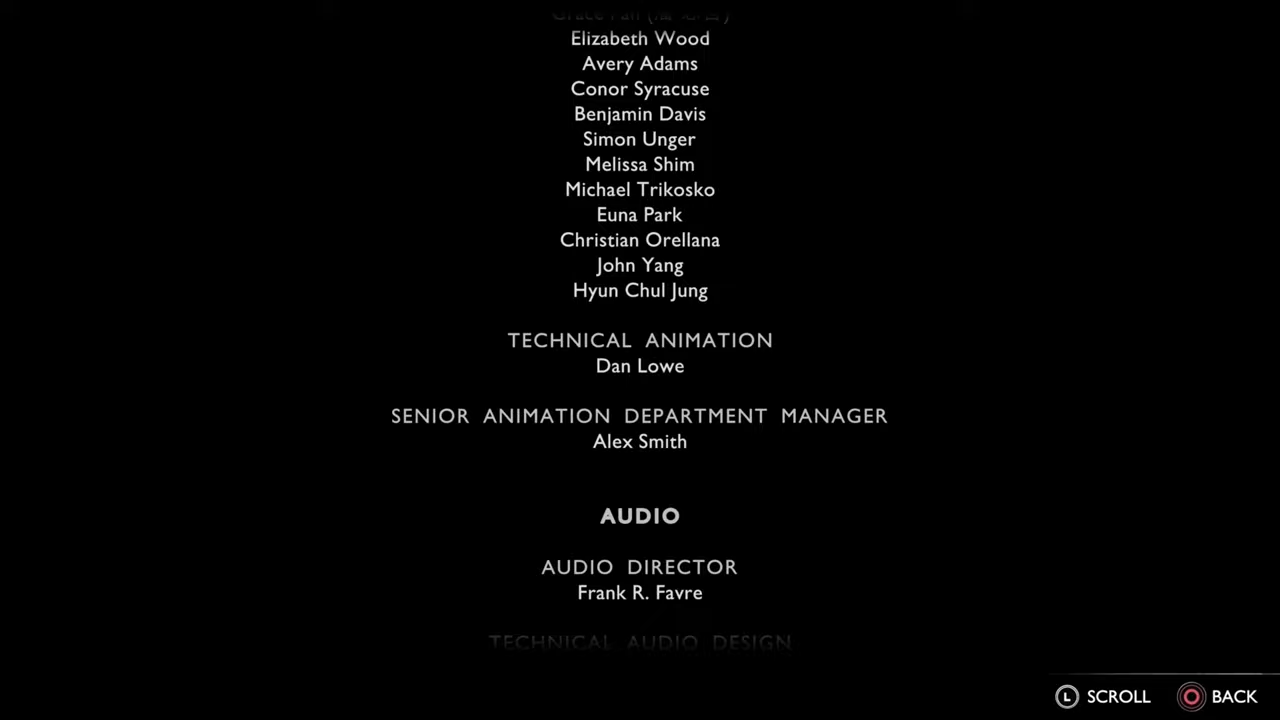 Elizabeth Wood
Avery Adams
Conor Syracuse
Benjamin Davis
Simon Unger
Melissa Shim
Michael Trikosko
Euna Park
Christian Orellana
John Yang
Hyun Chul Jung
TECHNICAL ANIMATION
Dan Lowe
SENIOR ANIMATION DEPARTMENT MANAGER
Alex Smith
AUDIO
AUDIO DIRECTOR
Frank R. Favre
TECHNICAL AUDIO DESIGN
L SCROLL BACK